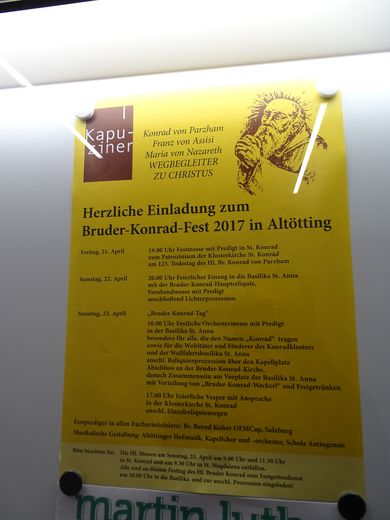 Kapu-
ziner
Konrad von Parzham
Franz von Assisi
Maria von Nazareth
WEGBEGLEITER
ZU CHRISTUS
Herzliche Einladung zum
Bruder-Konrad-Fest 2017 in Altötting
Freitag, 21. April
19.00 Uhr Festmesse mit Predigt in St. Konrad
zum Patrozinium der Klosterkirche St. Konrad
am 123. Todestag des Hl. Br. Konrad von Parzham
Samstag, 22. April
20.00 Uhr Feierlicher Einzug in die Basilika St. Anna
mit der Bruder-Konrad-Hauptreliquie,
Vorabendmesse mit Predigt
anschließend Lichterprozession
Sonntag, 23. April
„Bruder-Konrad-Tag"
10.00 Uhr Festliche Orchestermesse mit Predigt
in der Basilika St. Anna
besonders für alle, die den Namen „Konrad" tragen
sowie für die Wohltäter und Förderer des Konradklosters
und der Wallfahrtsbasilika St. Anna
anschl. Reliquienprozession über den Kapellplatz
Abschluss an der Bruder-Konrad-Kirche,
danach Zusammensein am Vorplatz der Basilika St. Anna
mit Verteilung von „Bruder-Konrad-Weckerl" und Freigetränken
17.00 Uhr Feierliche Vesper mit Ansprache
in der Klosterkirche St. Konrad
anschl. Einzelreliquiensegen
Festprediger in allen Eucharistiefeiern: Br. Bernd Kober OFMCap, Salzburg
Musikalische Gestaltung: Altöttinger Hofmusik, Kapellchor und -orchester, Schola Autingensis
Bitte beachten Sie: Die Hl. Messen am Sonntag, 23. April um 9.00 Uhr und 11.30 Uhr
in St. Konrad und um 9.30 Uhr in St. Magdalena entfallen.
Alle sind an diesem Festtag des Hl. Bruder Konrad zum Festgottesdienst
um 10.00 Uhr in die Basilika und zur anschl. Prozession eingeladen!
martin luth